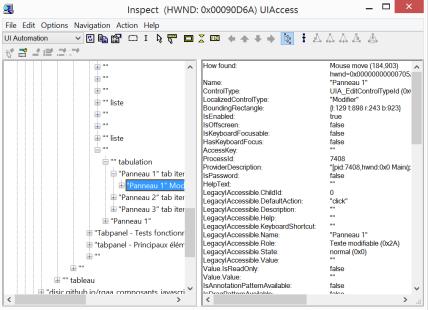 Inspect (HWND: 0x00090D6A) UIAccess
File Edit Options Navigation Action Help
UI Automation
""
"" liste
""
""
"" liste
""
"" tabulation
"Panneau 1" tab iter
"Panneau 1" Mod
"Panneau 2" tab iter
"Panneau 3" tab iter
"Panneau 1"
"Tabpanel - Tests fonctionr
"tabpanel - Principaux élém
""
""
"" tableau
"disic.github.io/rgaa_composants_javascri
How found: Mouse move (184,903)
hwnd=0x00000000000705.
Name: "Panneau 1"
ControlType: UIA_EditControlTypeId (0x
LocalizedControlType: "Modifier"
BoundingRectangle: {l:129 t:898 r:243 b:923}
IsEnabled: true
IsOffscreen: false
IsKeyboardFocusable: false
HasKeyboardFocus: false
AccessKey: ""
ProcessId: 7408
ProviderDescription: "[pid:7408,hwnd:0x0 Main(p
IsPassword: false
HelpText: ""
LegacyIAccessible.ChildId: 0
LegacyIAccessible.DefaultAction: "click"
LegacyIAccessible.Description: ""
LegacyIAccessible.Help: ""
LegacyIAccessible.KeyboardShortcut: ""
LegacyIAccessible.Name: "Panneau 1"
LegacyIAccessible.Role: Texte modifiable (0x2A)
LegacyIAccessible.State: normal (0x0)
LegacyIAccessible.Value: ""
Value.IsReadOnly: false
Value.Value: ""
IsAnnotationPatternAvailable: false
IsDragPatternAvailable: false